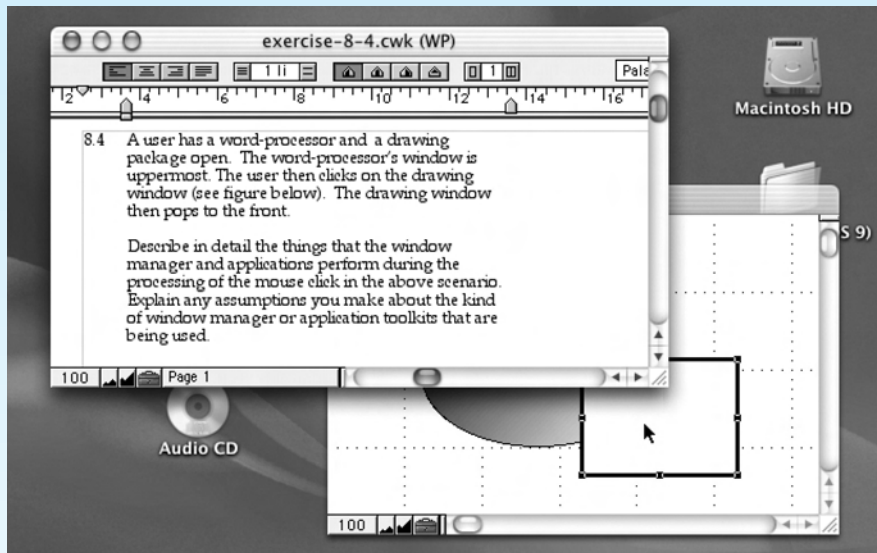 exercise-8-4.cwk (WP)
1 li
1
Pala
2 4 6 8 10 12 14 16
Macintosh HD
8.4 A user has a word-processor and a drawing
package open. The word-processor's window is
uppermost. The user then clicks on the drawing
window (see figure below). The drawing window
then pops to the front.
Describe in detail the things that the window
manager and applications perform during the
processing of the mouse click in the above scenario.
Explain any assumptions you make about the kind
of window manager or application toolkits that are
being used.
S 9)
100 Page 1
Audio CD
100